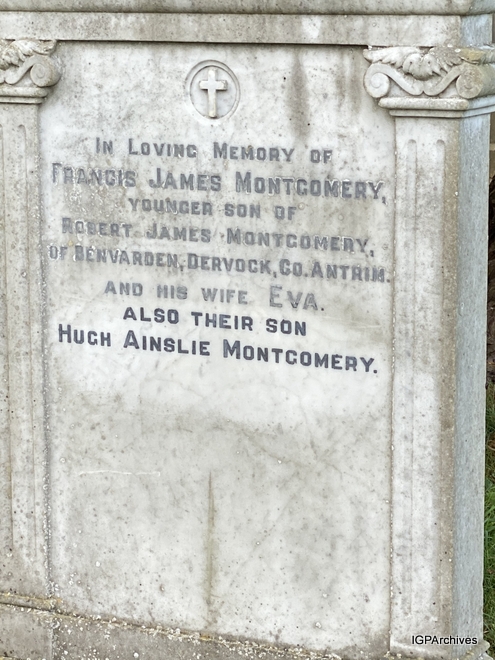 In Loving Memory of
Francis James Montgomery,
younger son of
Robert James Montgomery,
of Benvarden, Dervock, Co. Antrim.
and his wife Eva.
also their son
Hugh Ainslie Montgomery.
IGPArchives